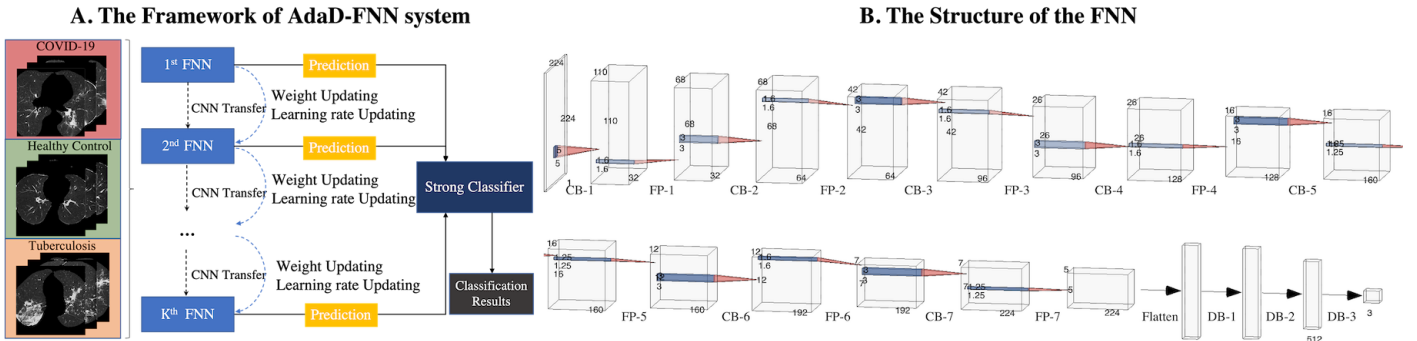 A. The Framework of AdaD-FNN system
COVID-19
Healthy Control
Tuberculosis
1st FNN
Prediction
CNN Transfer
Weight Updating
Learning rate Updating
2nd FNN
Prediction
CNN Transfer
Weight Updating
Learning rate Updating
...
CNN Transfer
Weight Updating
Learning rate Updating
Kth FNN
Prediction
Strong Classifier
Classification
Results
B. The Structure of the FNN
224
224
5
5
1
CB-1
110
110
1.6
1.6
32
FP-1
68
68
3
3
32
CB-2
68
68
1.6
1.6
64
FP-2
42
42
3
3
64
CB-3
42
42
1.6
1.6
96
FP-3
26
26
3
3
96
CB-4
26
26
1.6
1.6
128
FP-4
16
16
3
3
128
CB-5
16
1.25
160
16
16
1.25
1.25
160
FP-5
12
12
3
3
160
CB-6
12
1.6
1.6
192
FP-6
7
7
3
3
192
CB-7
7
7
1.25
1.25
224
FP-7
5
5
224
Flatten
DB-1
DB-2
512
DB-3
3